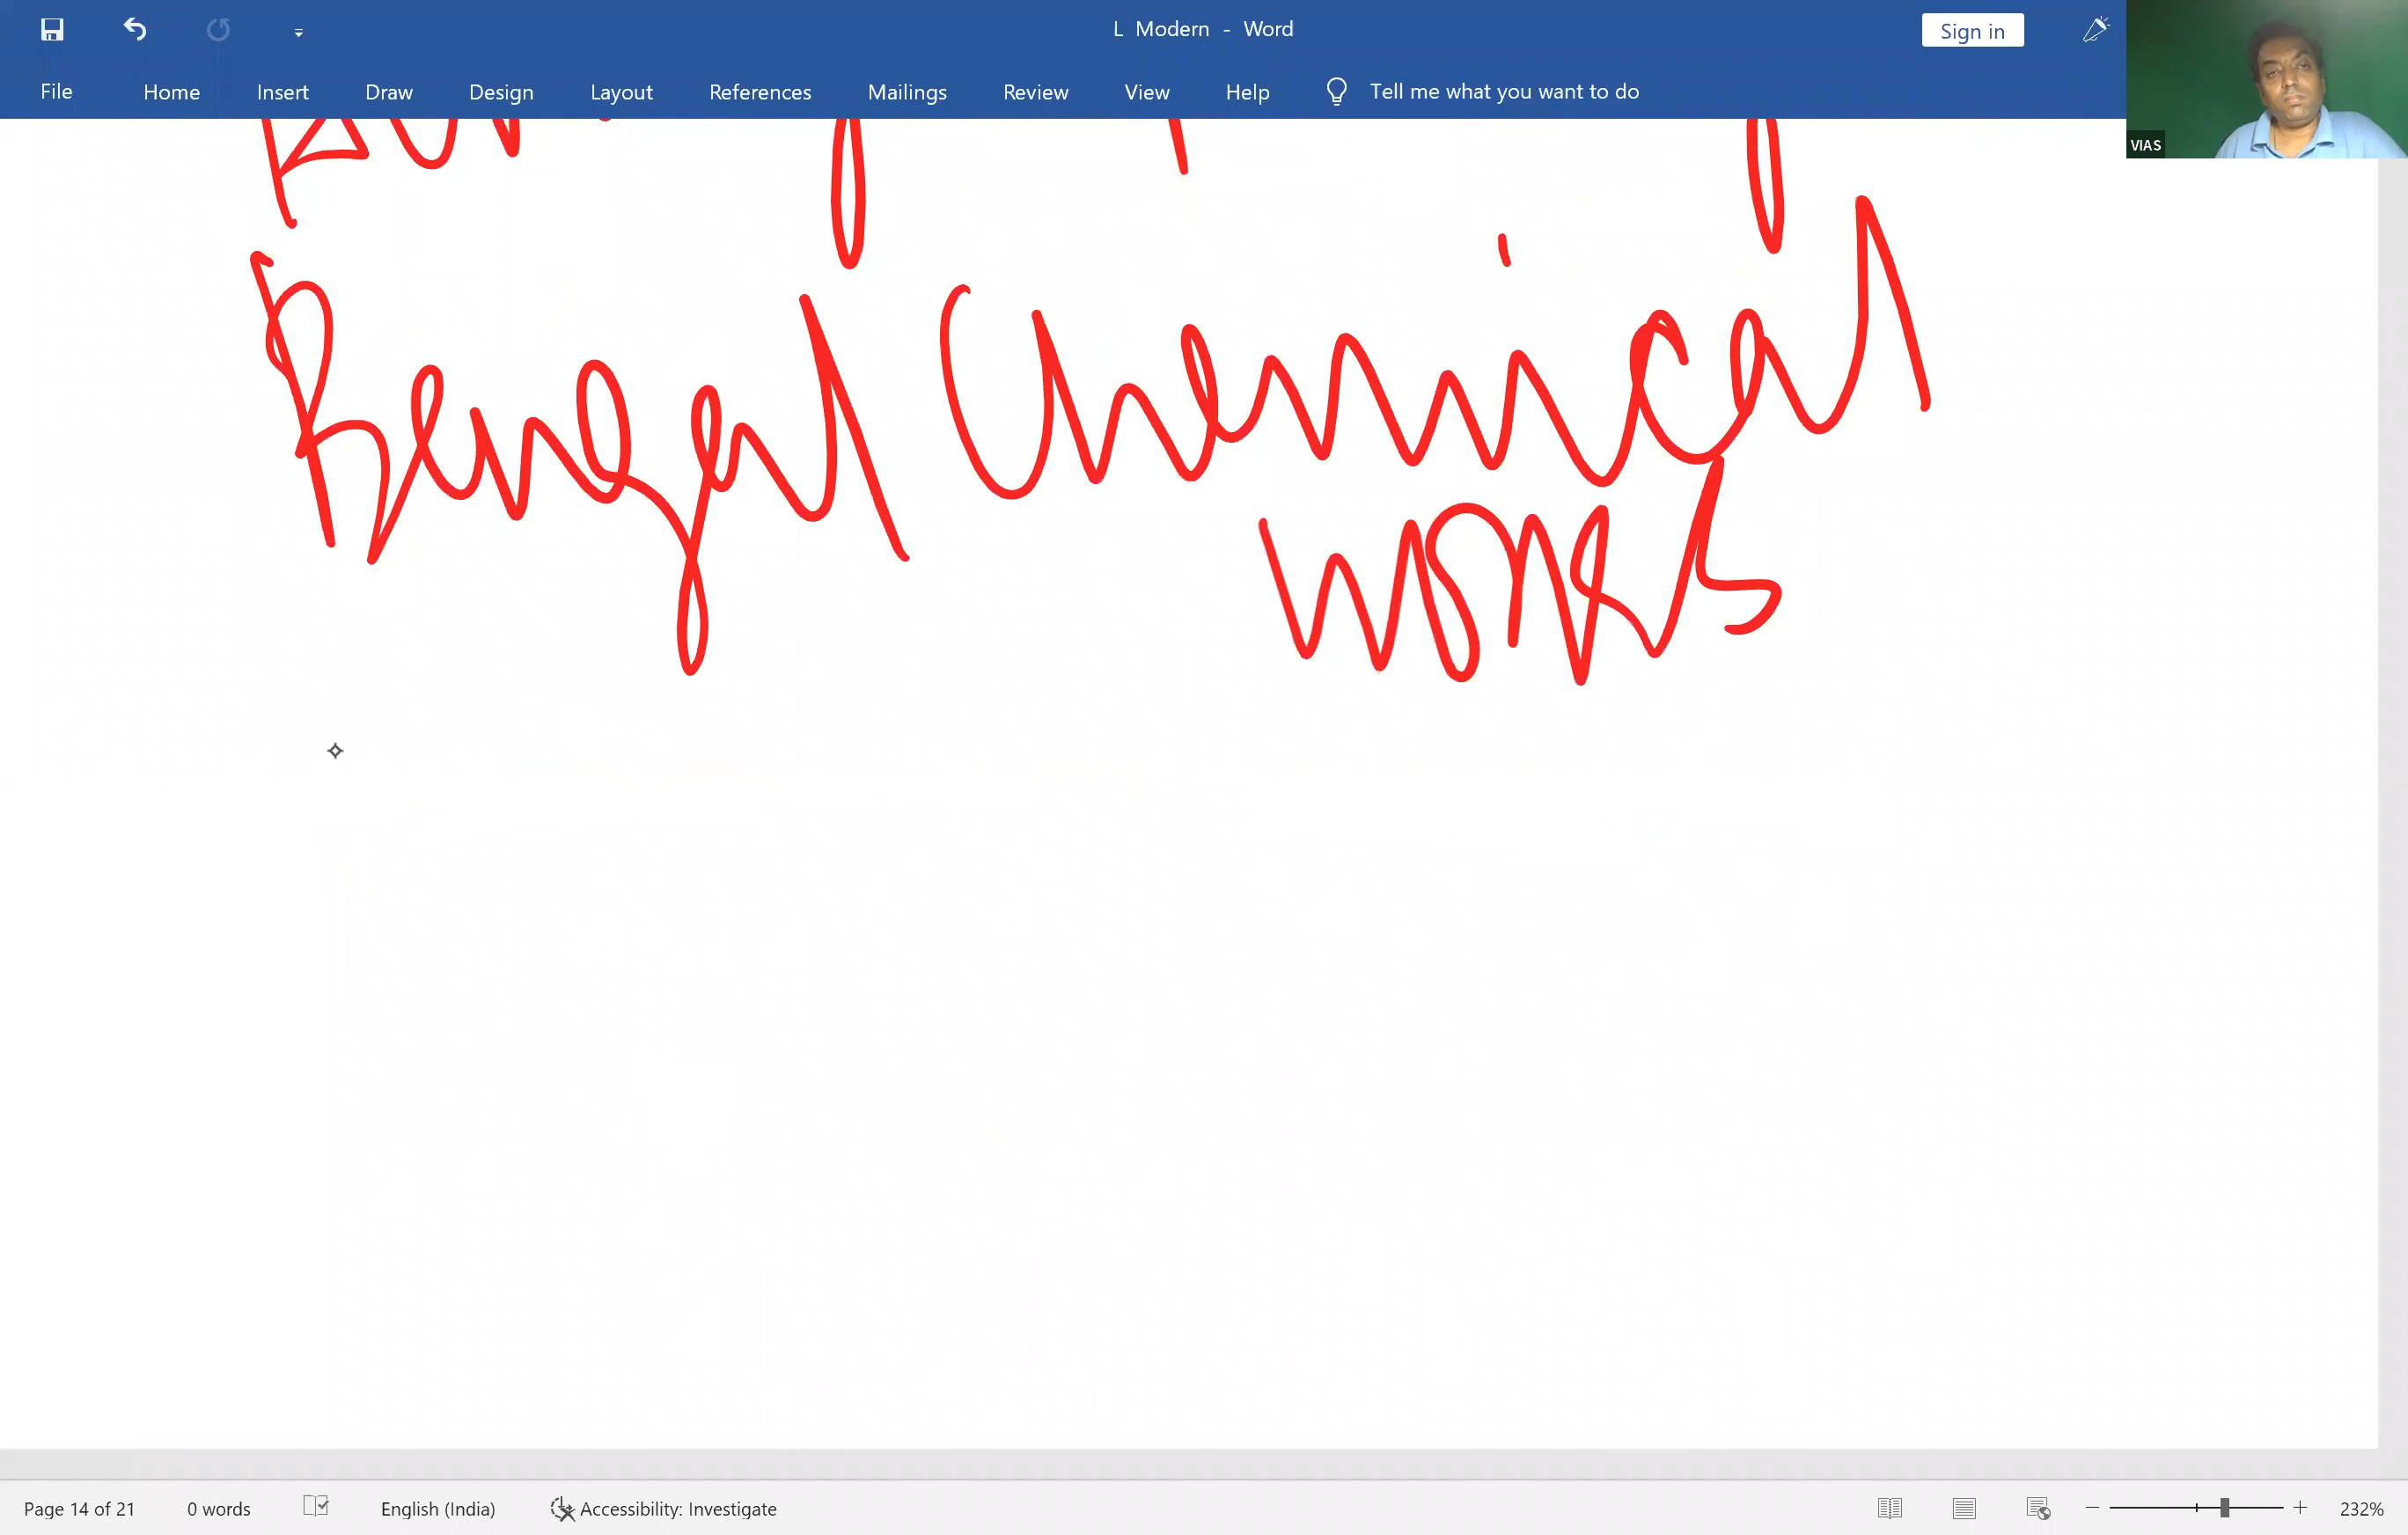 L Modern - Word
Sign in
File Home Insert Draw Design Layout References Mailings Review View Help Tell me what you want to do
VIAS
Bengal Chemical
works
Page 14 of 21 0 words English (India) Accessibility: Investigate 232%